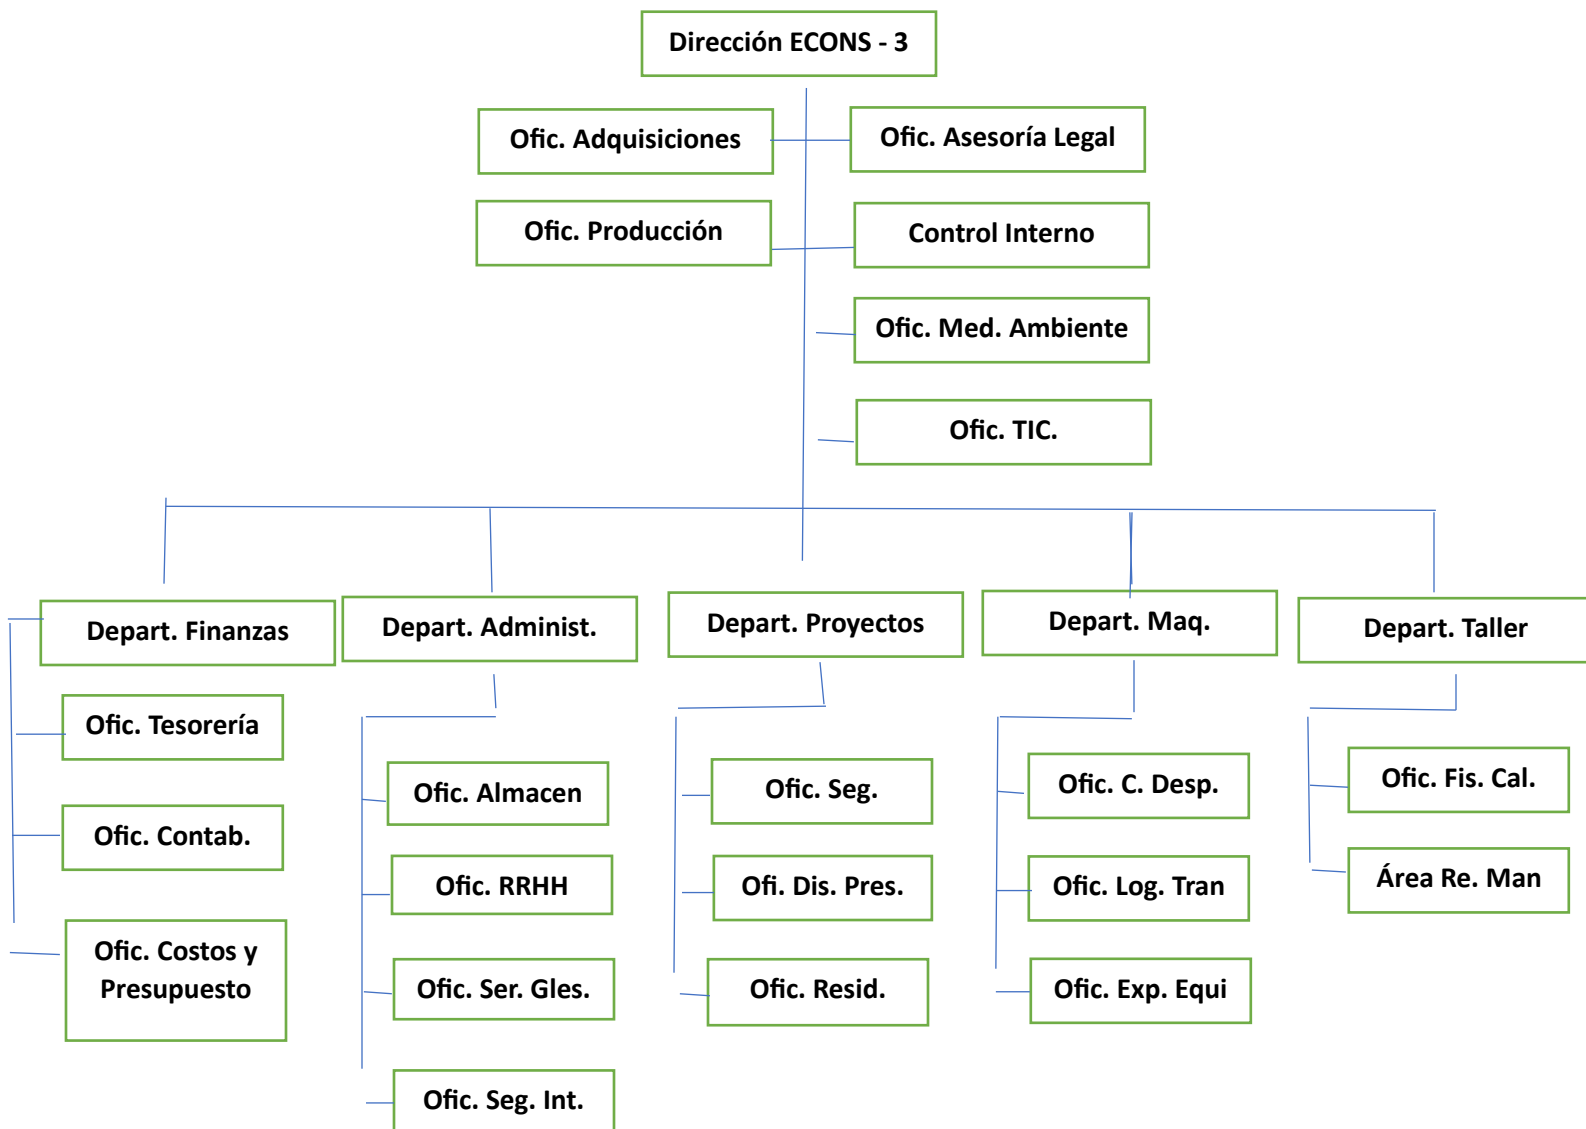 Dirección ECONS - 3
Ofic. Adquisiciones
Ofic. Asesoría Legal
Ofic. Producción
Control Interno
Ofic. Med. Ambiente
Ofic. TIC.
Depart. Finanzas
Depart. Administ.
Depart. Proyectos
Depart. Maq.
Depart. Taller
Ofic. Tesorería
Ofic. Contab.
Ofic. Costos y
Presupuesto
Ofic. Almacen
Ofic. RRHH
Ofic. Ser. Gles.
Ofic. Seg. Int.
Ofic. Seg.
Ofi. Dis. Pres.
Ofic. Resid.
Ofic. C. Desp.
Ofic. Log. Tran
Ofic. Exp. Equi
Ofic. Fis. Cal.
Área Re. Man